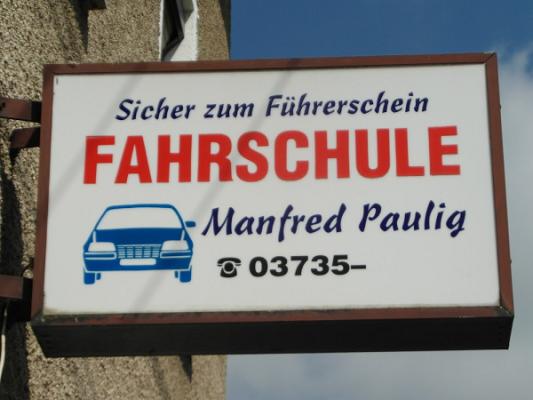 Sicher zum Führerschein
FAHRSCHULE
Manfred Paulig
☎ 03735–